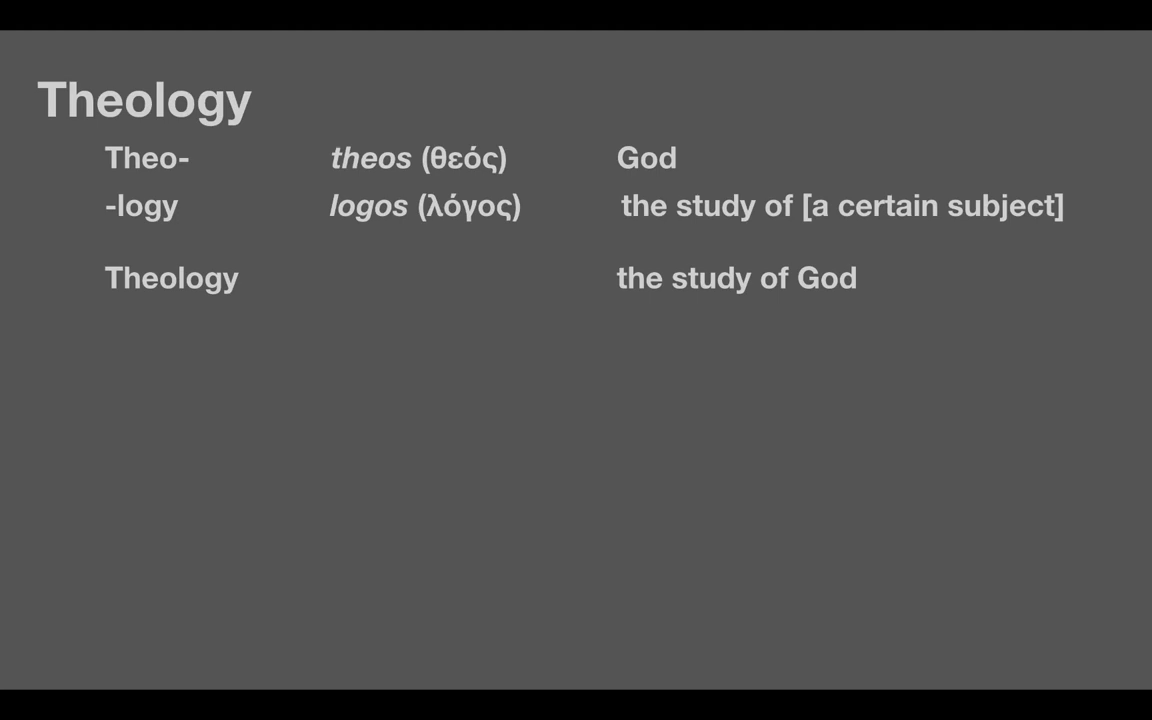 Theology
Theo- theos (θεός) God
-logy logos (λόγος) the study of [a certain subject]
Theology the study of God